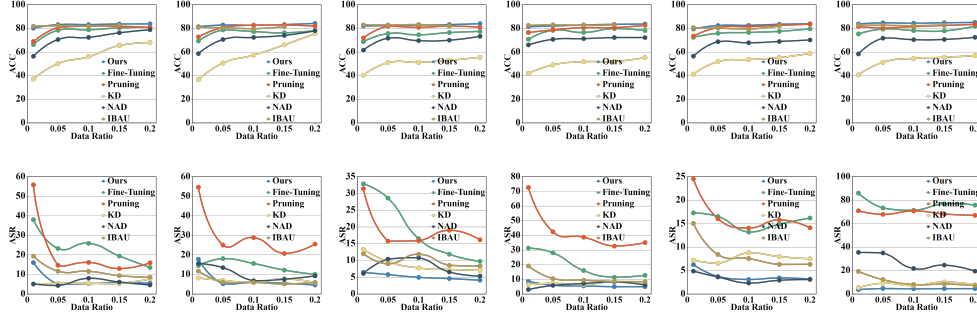 100 100 100 100 100 100
80 80 80 80 80 80
60 60 60 60 60 60
40 40 40 40 40 40
20 20 20 20 20 20
0 0 0 0 0 0
ACC ACC ACC ACC ACC ACC
Ours Ours Ours Ours Ours Ours
Fine-Tuning Fine-Tuning Fine-Tuning Fine-Tuning Fine-Tuning Fine-Tuning
Pruning Pruning Pruning Pruning Pruning Pruning
KD KD KD KD KD KD
NAD NAD NAD NAD NAD NAD
IBAU IBAU IBAU IBAU IBAU IBAU
0 0.05 0.1 0.15 0.2 0 0.05 0.1 0.15 0.2 0 0.05 0.1 0.15 0.2 0 0.05 0.1 0.15 0.2 0 0.05 0.1 0.15 0.2 0 0.05 0.1 0.15 0.2
Data Ratio Data Ratio Data Ratio Data Ratio Data Ratio Data Ratio
60 60 35 80 25 100
50 50 30 70 20 80
40 40 25 60 15 60
30 30 20 50 10 40
20 20 15 40 5 20
10 10 10 30 0 0
0 0 5 20
0 10
0
ASR ASR ASR ASR ASR ASR
Ours Ours Ours Ours Ours Ours
Fine-Tuning Fine-Tuning Fine-Tuning Fine-Tuning Fine-Tuning Fine-Tuning
Pruning Pruning Pruning Pruning Pruning Pruning
KD KD KD KD KD KD
NAD NAD NAD NAD NAD NAD
IBAU IBAU IBAU IBAU IBAU IBAU
0 0.05 0.1 0.15 0.2 0 0.05 0.1 0.15 0.2 0 0.05 0.1 0.15 0.2 0 0.05 0.1 0.15 0.2 0 0.05 0.1 0.15 0.2 0 0.05 0.1 0.15 0.2
Data Ratio Data Ratio Data Ratio Data Ratio Data Ratio Data Ratio